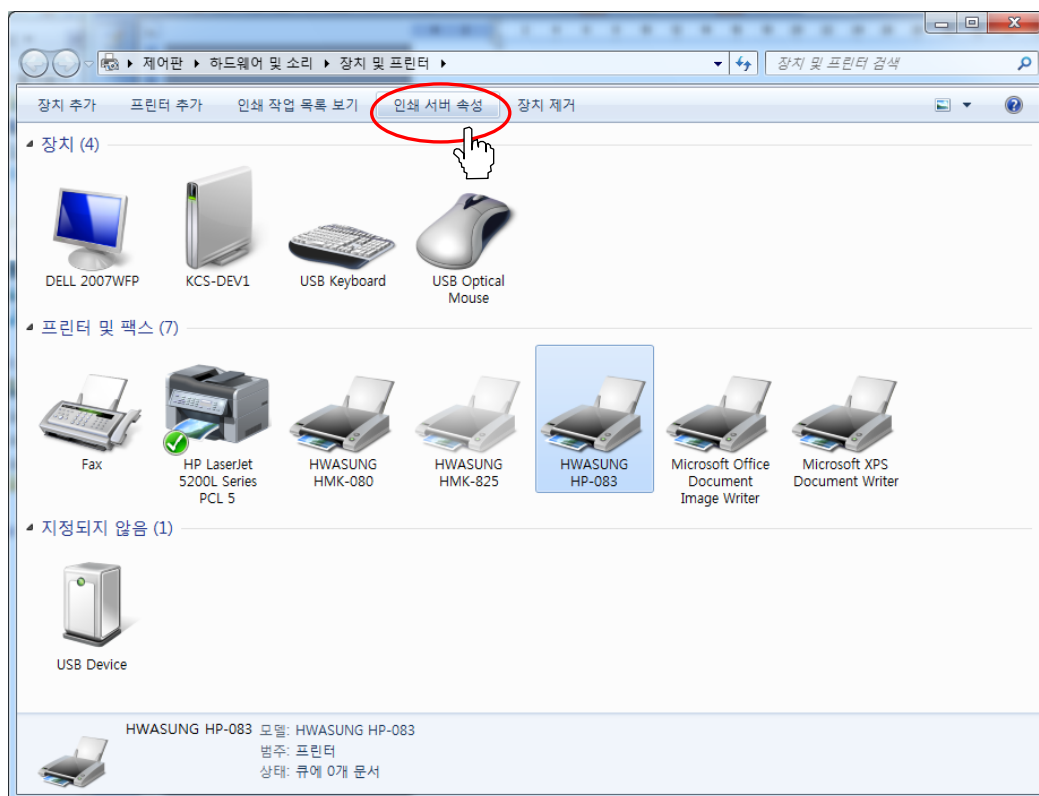 제어판 ▸ 하드웨어 및 소리 ▸ 장치 및 프린터 ▸
장치 및 프린터 검색
장치 추가 프린터 추가 인쇄 작업 목록 보기 인쇄 서버 속성 장치 제거
장치 (4)
DELL 2007WFP
KCS-DEV1
USB Keyboard
USB Optical
Mouse
프린터 및 팩스 (7)
Fax
HP LaserJet
5200L Series
PCL 5
HWASUNG
HMK-080
HWASUNG
HMK-825
HWASUNG
HP-083
Microsoft Office
Document
Image Writer
Microsoft XPS
Document Writer
지정되지 않음 (1)
USB Device
HWASUNG HP-083 모델: HWASUNG HP-083
범주: 프린터
상태: 큐에 0개 문서